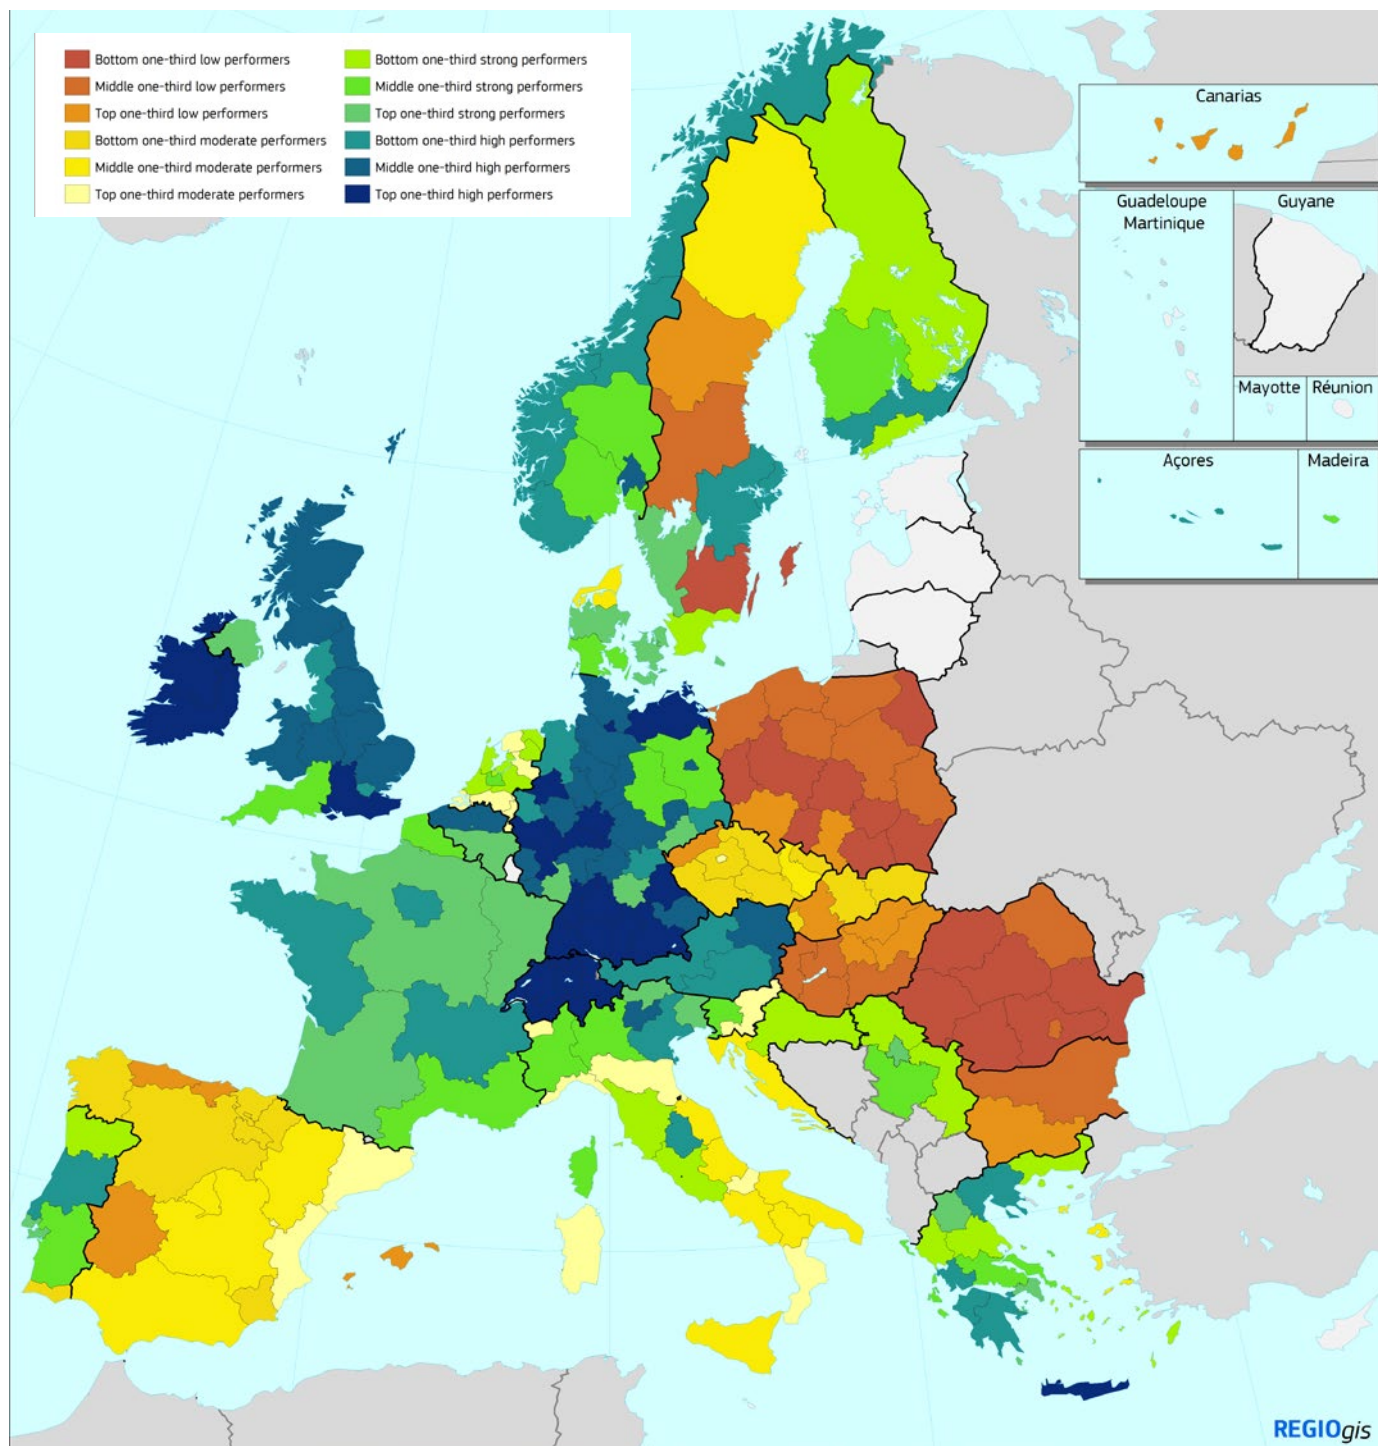 Bottom one-third low performers
Middle one-third low performers
Top one-third low performers
Bottom one-third moderate performers
Middle one-third moderate performers
Top one-third moderate performers
Bottom one-third strong performers
Middle one-third strong performers
Top one-third strong performers
Bottom one-third high performers
Middle one-third high performers
Top one-third high performers
Canarias
Guadeloupe
Martinique
Guyane
Mayotte
Réunion
Açores
Madeira
REGIOgis